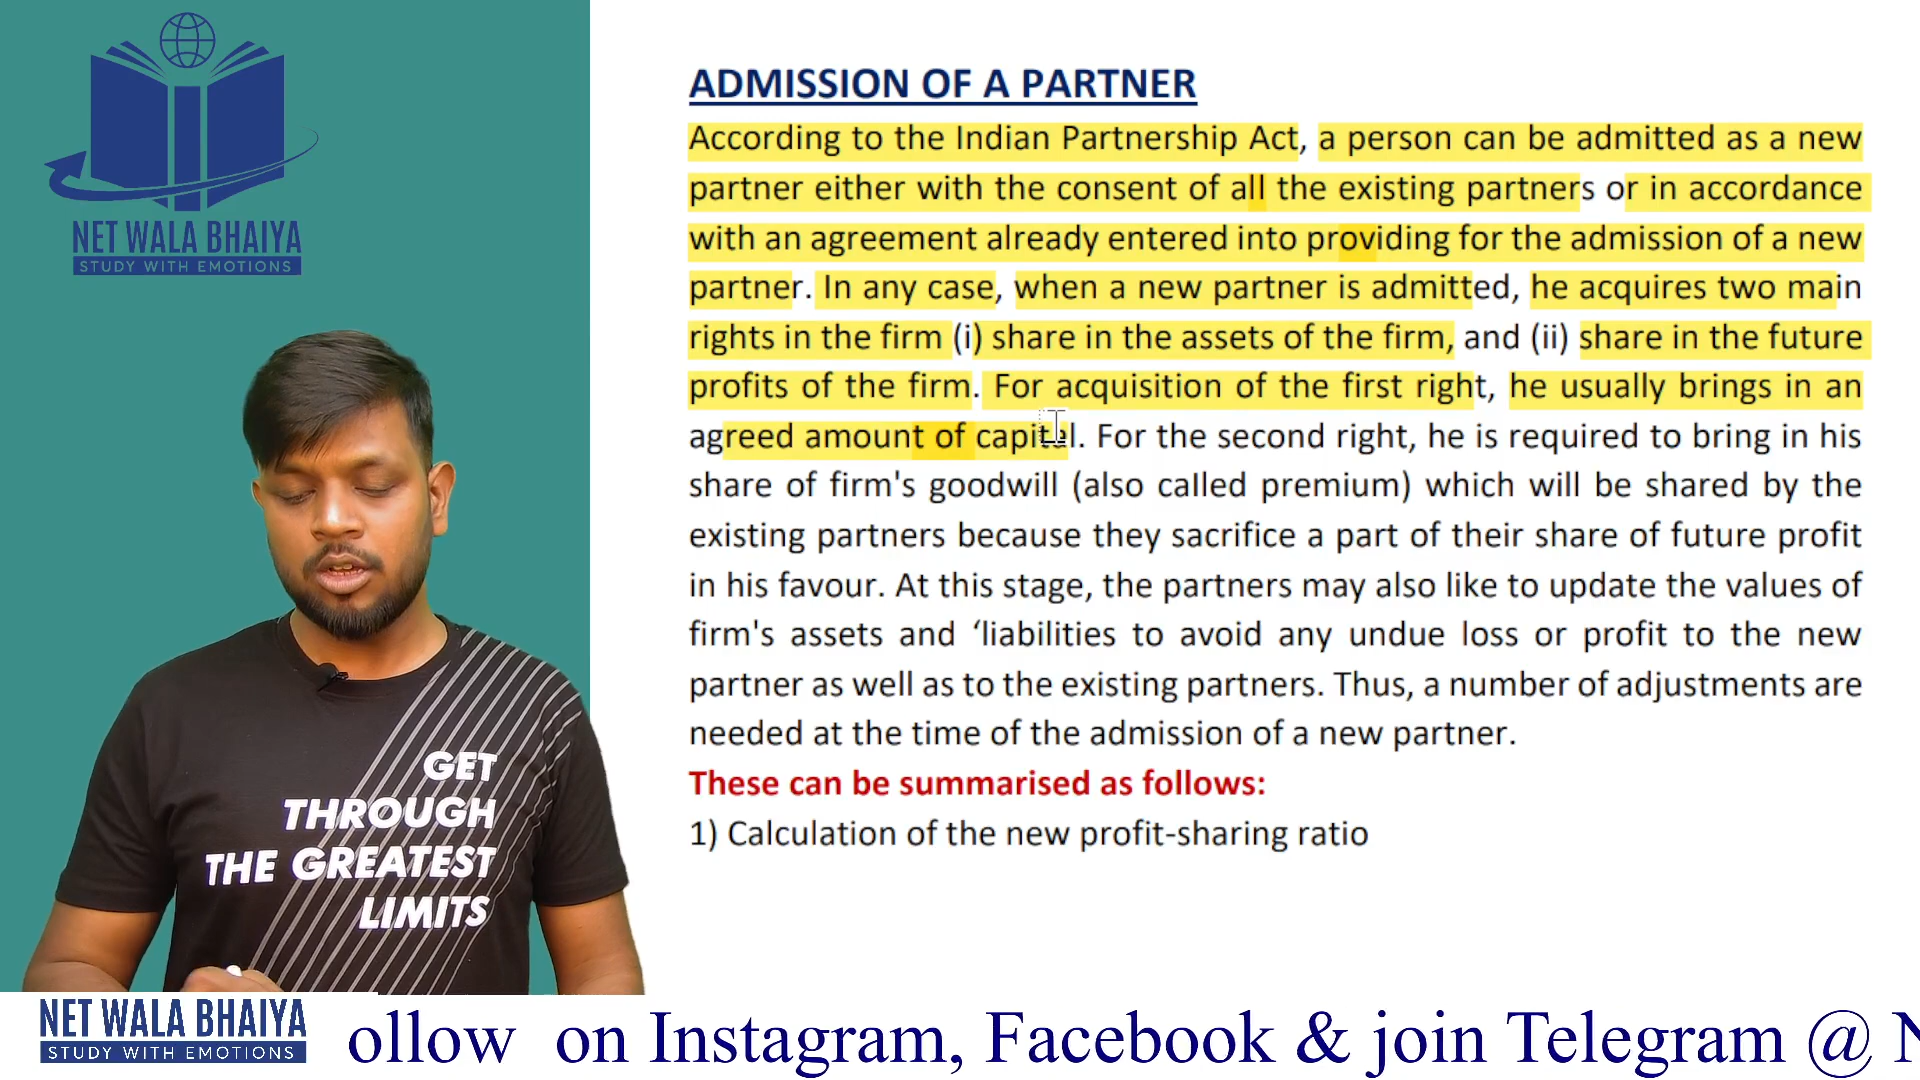 NET WALA BHAIYA
STUDY WITH EMOTIONS
ADMISSION OF A PARTNER
According to the Indian Partnership Act, a person can be admitted as a new
partner either with the consent of all the existing partners or in accordance
with an agreement already entered into providing for the admission of a new
partner. In any case, when a new partner is admitted, he acquires two main
rights in the firm (i) share in the assets of the firm, and (ii) share in the future
profits of the firm. For acquisition of the first right, he usually brings in an
agreed amount of capital. For the second right, he is required to bring in his
share of firm's goodwill (also called premium) which will be shared by the
existing partners because they sacrifice a part of their share of future profit
in his favour. At this stage, the partners may also like to update the values of
firm's assets and ‘liabilities to avoid any undue loss or profit to the new
partner as well as to the existing partners. Thus, a number of adjustments are
needed at the time of the admission of a new partner.
These can be summarised as follows:
1) Calculation of the new profit-sharing ratio
GET
THROUGH
THE GREATEST
LIMITS
NET WALA BHAIYA
STUDY WITH EMOTIONS
ollow on Instagram, Facebook & join Telegram @ N